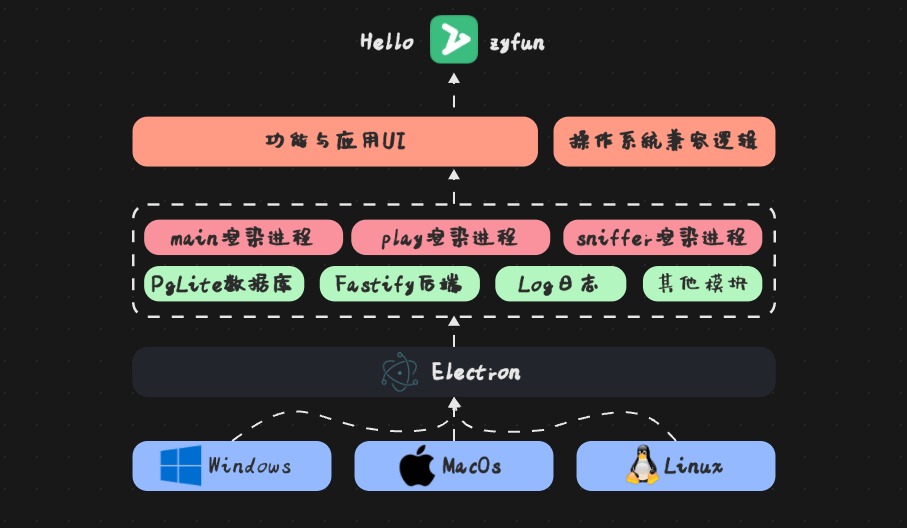 Hello zyfun
功能与应用UI 操作系统兼容逻辑
main渲染进程 play渲染进程 sniffer渲染进程
PgLite数据库 Fastify后端 Log日志 其他模块
Electron
Windows MacOs Linux